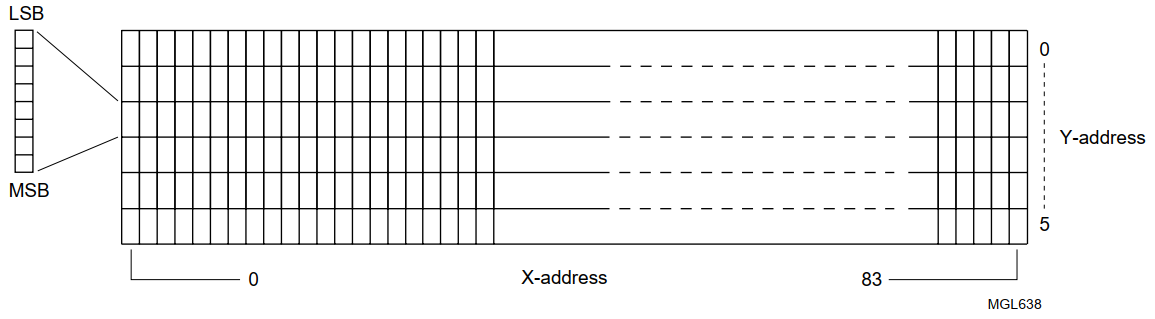 LSB
MSB
0
Y-address
5
0
X-address
83
MGL638